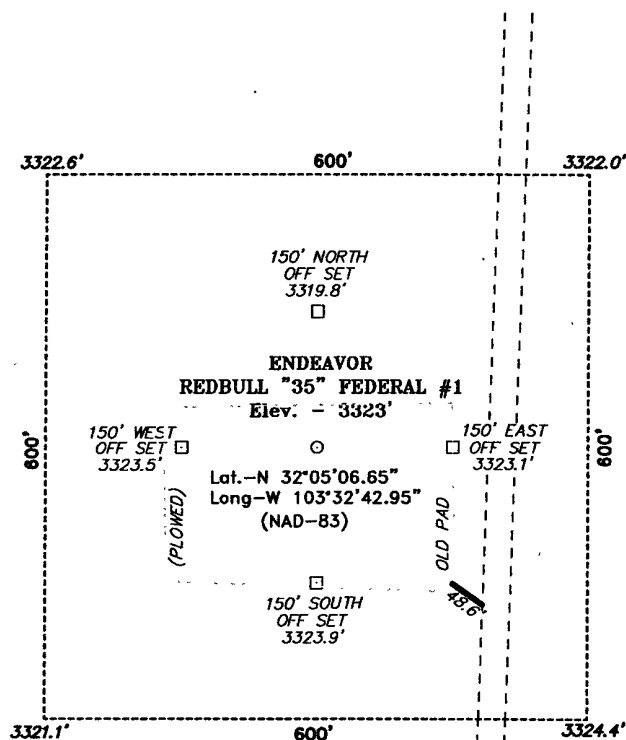 3322.6'
600'
3322.0'
150' NORTH
OFF SET
3319.8'
ENDEAVOR
REDBULL "35" FEDERAL #1
Elev. - 3323'
600'
150' WEST
OFF SET
3323.5'
150' EAST
OFF SET
3323.1'
600'
Lat.-N 32°05'06.65"
Long-W 103°32'42.95"
(NAD-83)
(PLOWED)
OLD PAD
48.6'
150' SOUTH
OFF SET
3323.9'
3321.1'
600'
3324.4'